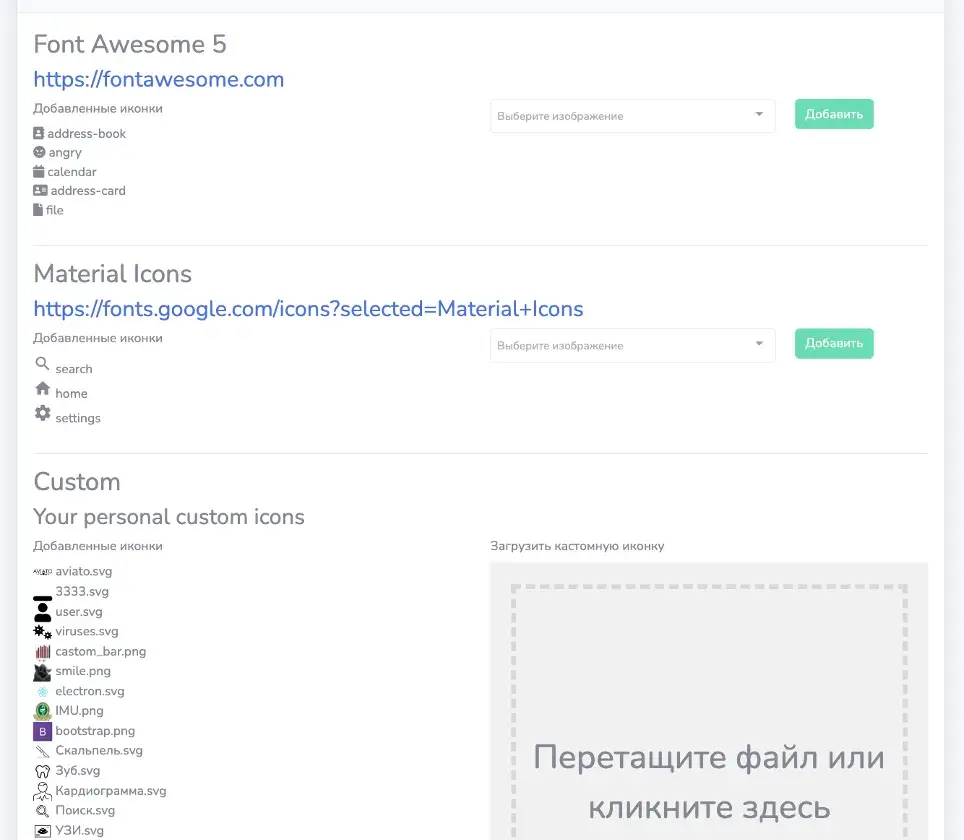 Font Awesome 5
https://fontawesome.com
Добавленные иконки
Выберите изображение
Добавить
address-book
angry
calendar
address-card
file
Material Icons
https://fonts.google.com/icons?selected=Material+Icons
Добавленные иконки
Выберите изображение
Добавить
search
home
settings
Custom
Your personal custom icons
Добавленные иконки
aviato.svg
3333.svg
user.svg
viruses.svg
castom_bar.png
smile.png
electron.svg
IMU.png
B bootstrap.png
Скальпель.svg
Зуб.svg
Кардиограмма.svg
Поиск.svg
УЗИ.svg
Загрузить кастомную иконку
Перетащите файл или
кликните здесь